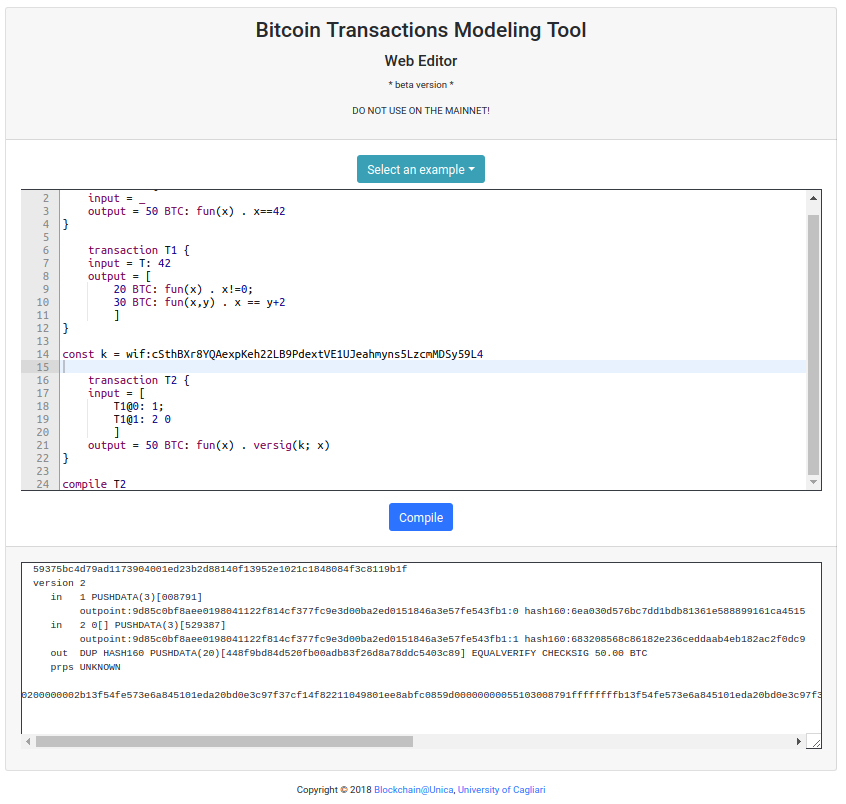 Bitcoin Transactions Modeling Tool
Web Editor
* beta version *
DO NOT USE ON THE MAINNET!
Select an example
2 input = _
3 output = 50 BTC: fun(x) . x==42
4 }
5
6 transaction T1 {
7 input = T: 42
8 output = [
9 20 BTC: fun(x) . x!=0;
10 30 BTC: fun(x,y) . x == y+2
11 ]
12 }
13
14 const k = wif:cSthBXr8YQAexpKeh22LB9PdextVE1UJeahmyns5LzcmMDSy59L4
15
16 transaction T2 {
17 input = [
18 T1@0: 1;
19 T1@1: 2 0
20 ]
21 output = 50 BTC: fun(x) . versig(k; x)
22 }
23
24 compile T2
Compile
59375bc4d79ad1173904001ed23b2d88140f13952e1021c1848084f3c8119b1f
version 2
in 1 PUSHDATA(3)[008791]
outpoint:9d85c0bf8aee0198041122f814cf377fc9e3d00ba2ed0151846a3e57fe543fb1:0 hash160:6ea030d576bc7dd1bdb81361e588899161ca4515
in 2 0[] PUSHDATA(3)[529387]
outpoint:9d85c0bf8aee0198041122f814cf377fc9e3d00ba2ed0151846a3e57fe543fb1:1 hash160:683208568c86182e236ceddaab4eb182ac2f0dc9
out DUP HASH160 PUSHDATA(20)[448f9bd84d520fb00adb83f26d8a78ddc5403c89] EQUALVERIFY CHECKSIG 50.00 BTC
prps UNKNOWN
0200000002b13f54fe573e6a845101eda20bd0e3c97f37cf14f82211049801ee8abfc0859d00000000055103008791ffffffffb13f54fe573e6a845101eda20bd0e3c97f3
Copyright © 2018 Blockchain@Unica, University of Cagliari